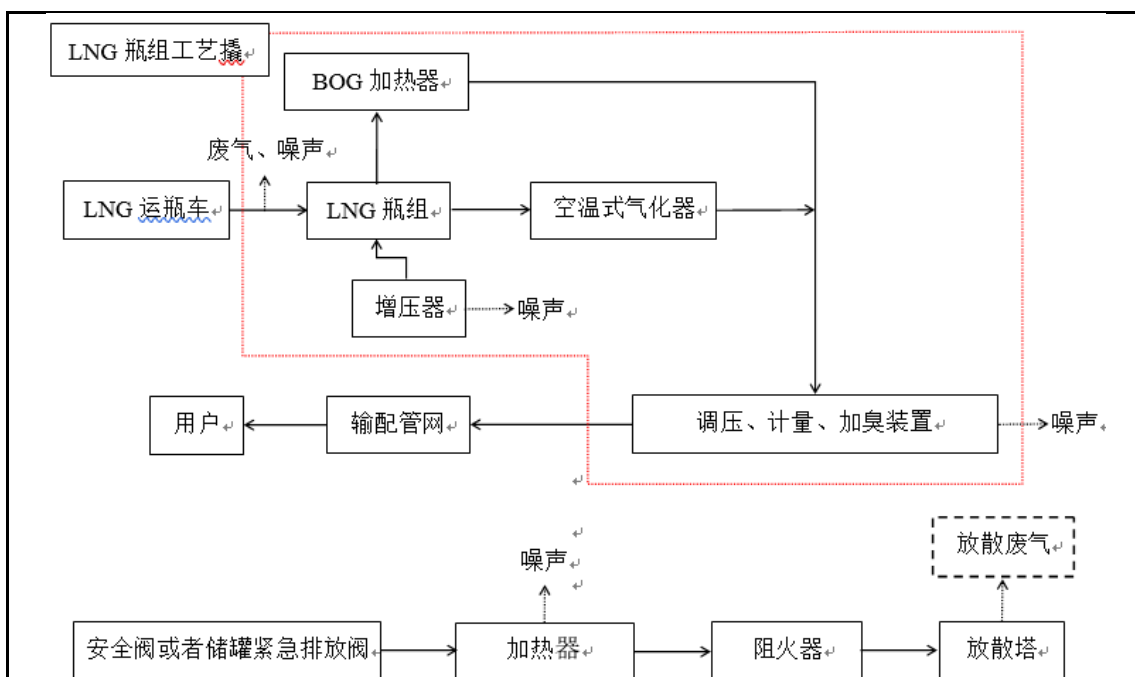 LNG 瓶组工艺撬
BOG 加热器
废气、噪声
LNG 运瓶车
LNG 瓶组
空温式气化器
增压器
噪声
用户
输配管网
调压、计量、加臭装置
噪声
放散废气
噪声
安全阀或者储罐紧急排放阀
加热器
阻火器
放散塔